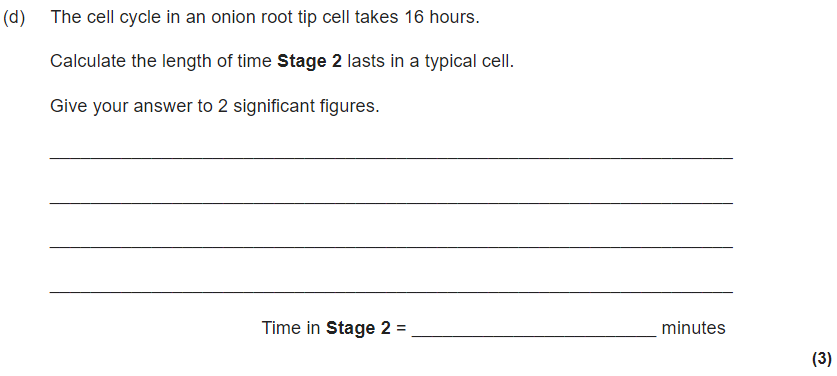 (d) The cell cycle in an onion root tip cell takes 16 hours.
Calculate the length of time Stage 2 lasts in a typical cell.
Give your answer to 2 significant figures.
Time in Stage 2 = ____________________ minutes
(3)